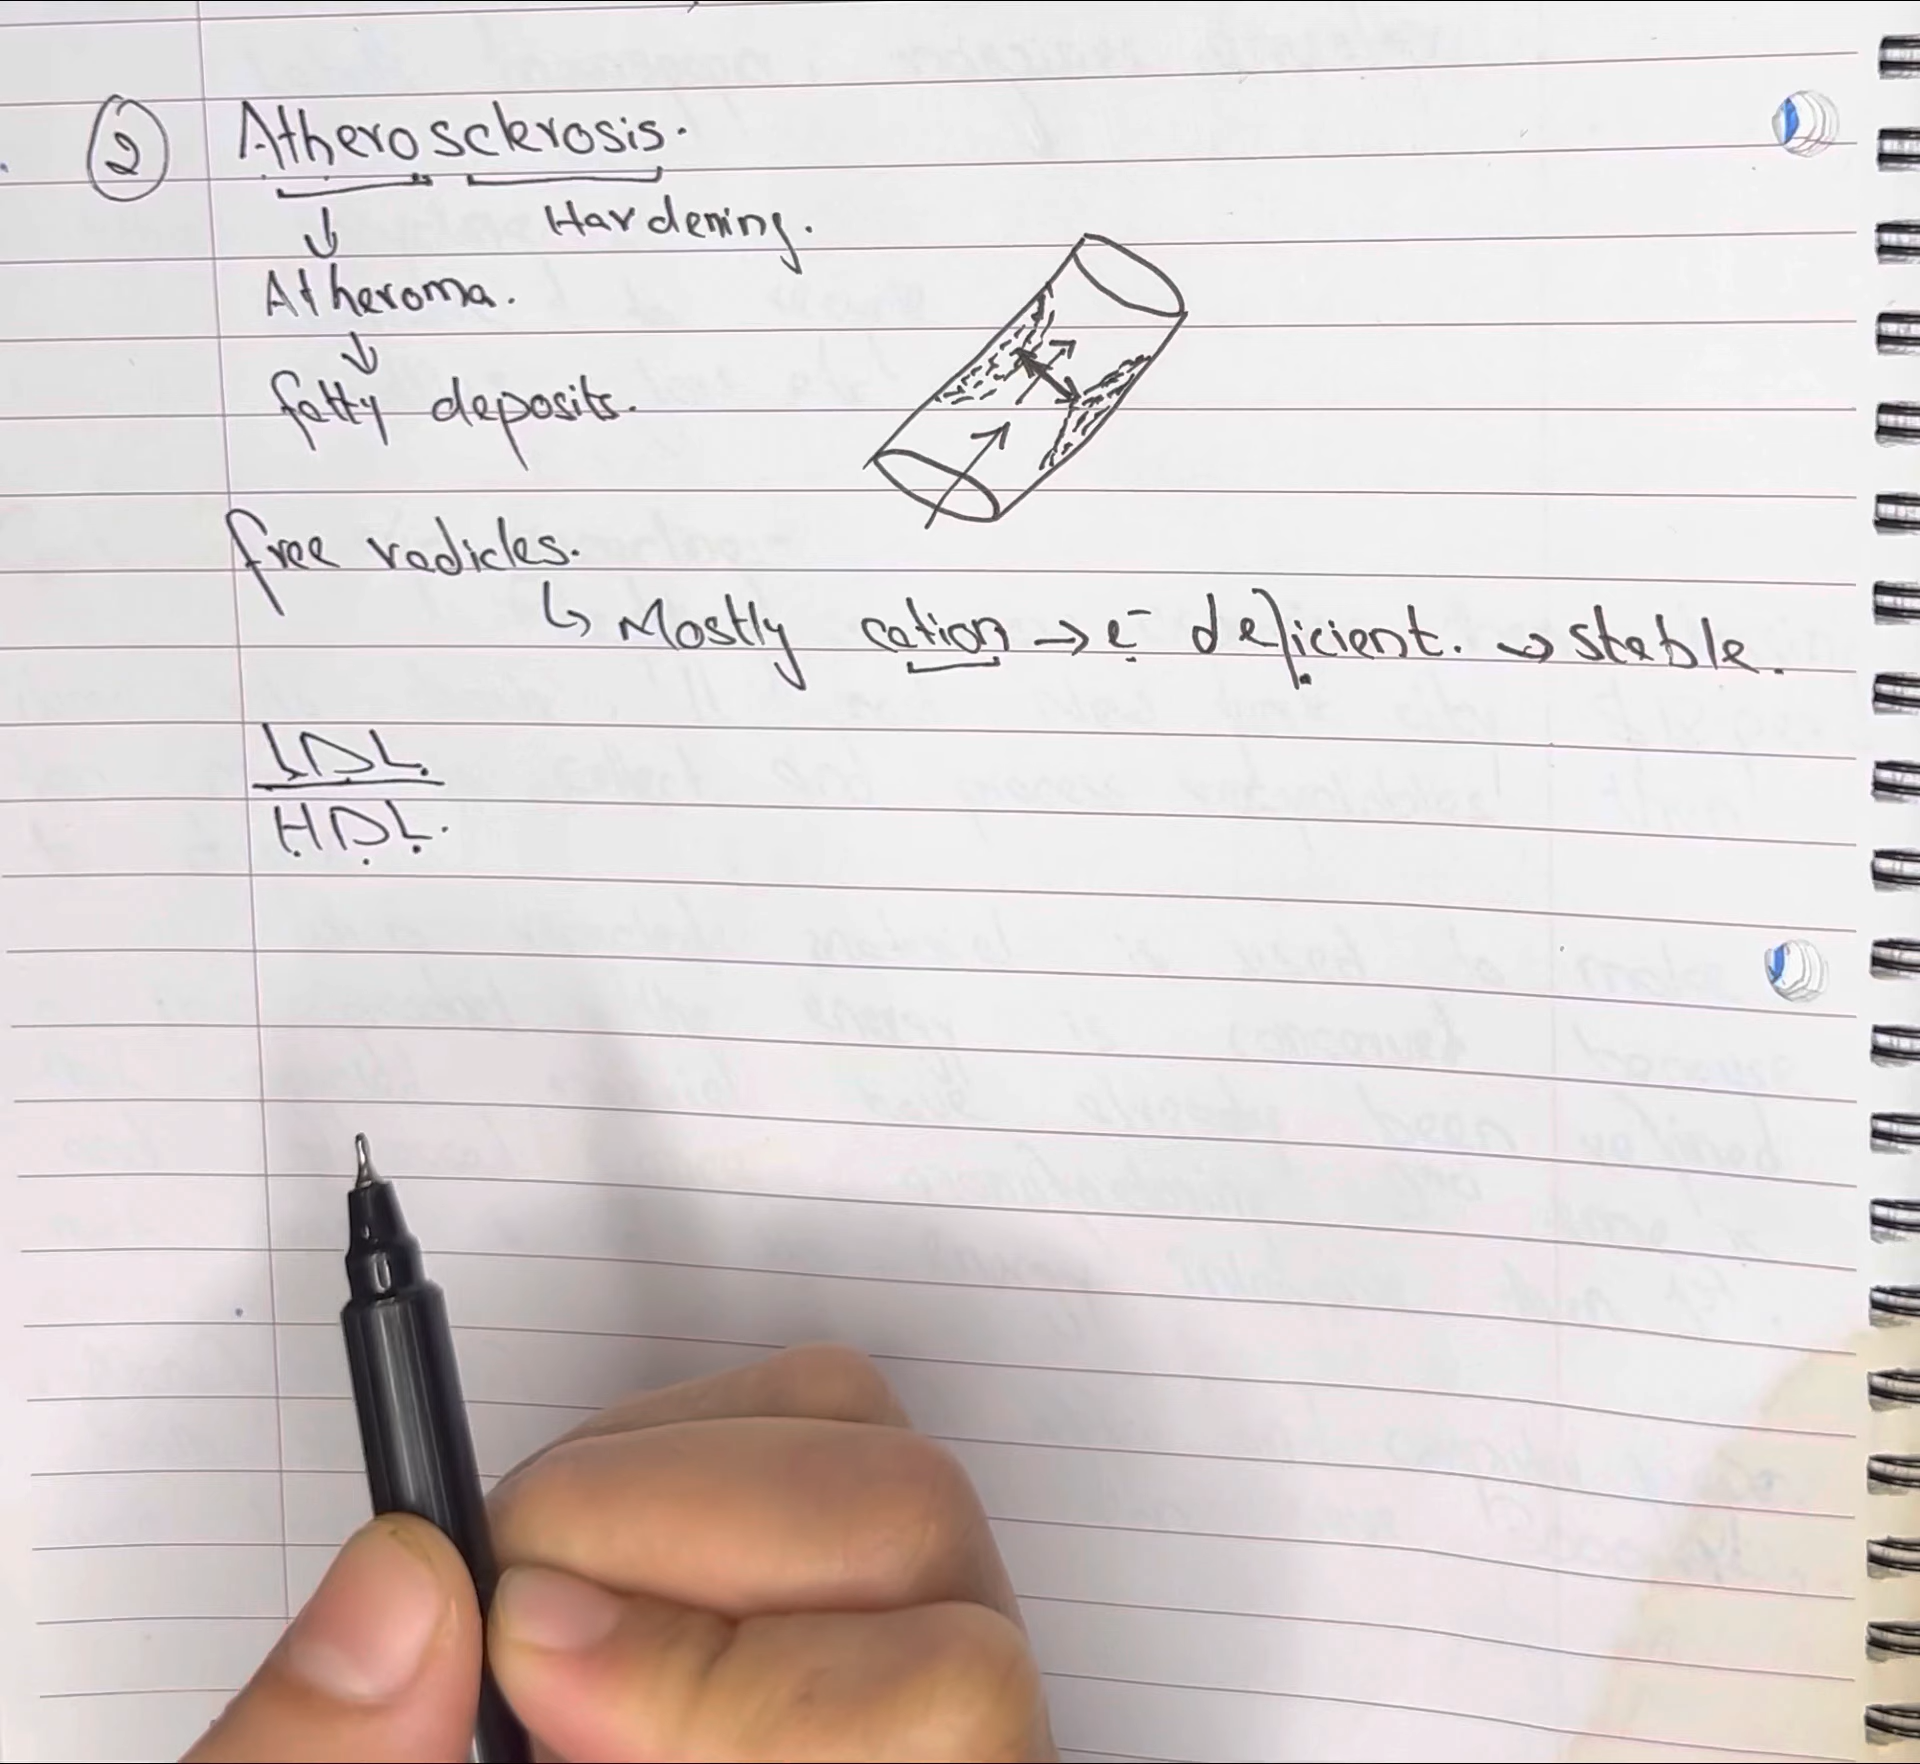 2 Atherosclerosis.
↓ Hardening.
Atheroma.
↓
fatty deposits.
free radicles.
↳ Mostly cation → e⁻ deficient. → stable.
LDL.
HDL.